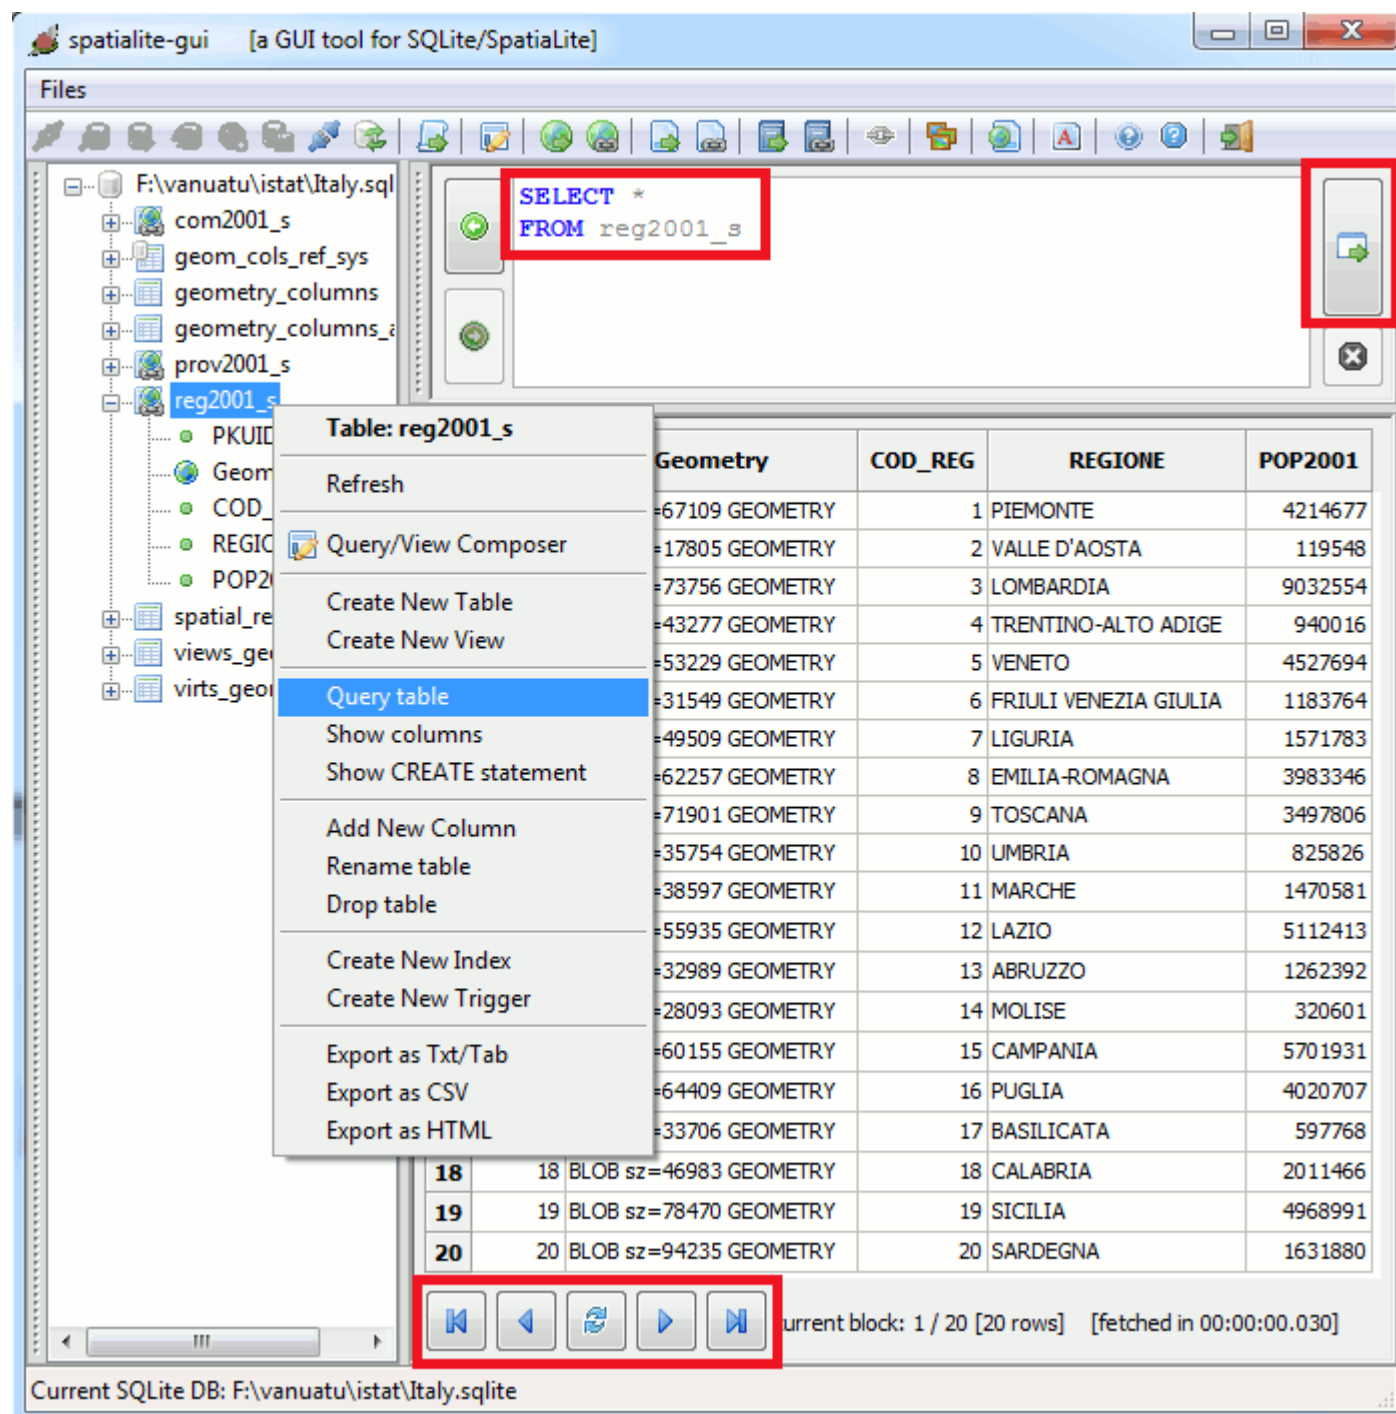 spatialite-gui [a GUI tool for SQLite/SpatiaLite]
Files
F:\vanuatu\istat\Italy.sql
com2001_s
geom_cols_ref_sys
geometry_columns
geometry_columns_a
prov2001_s
reg2001_s
PKUID
Geom
COD_
REGIO
POP20
spatial_re
views_geo
virts_geor
SELECT *
FROM reg2001_s
Table: reg2001_s
Refresh
Query/View Composer
Create New Table
Create New View
Query table
Show columns
Show CREATE statement
Add New Column
Rename table
Drop table
Create New Index
Create New Trigger
Export as Txt/Tab
Export as CSV
Export as HTML
Geometry COD_REG REGIONE POP2001
=67109 GEOMETRY 1 PIEMONTE 4214677
=17805 GEOMETRY 2 VALLE D'AOSTA 119548
=73756 GEOMETRY 3 LOMBARDIA 9032554
=43277 GEOMETRY 4 TRENTINO-ALTO ADIGE 940016
=53229 GEOMETRY 5 VENETO 4527694
=31549 GEOMETRY 6 FRIULI VENEZIA GIULIA 1183764
=49509 GEOMETRY 7 LIGURIA 1571783
=62257 GEOMETRY 8 EMILIA-ROMAGNA 3983346
=71901 GEOMETRY 9 TOSCANA 3497806
=35754 GEOMETRY 10 UMBRIA 825826
=38597 GEOMETRY 11 MARCHE 1470581
=55935 GEOMETRY 12 LAZIO 5112413
=32989 GEOMETRY 13 ABRUZZO 1262392
=28093 GEOMETRY 14 MOLISE 320601
=60155 GEOMETRY 15 CAMPANIA 5701931
=64409 GEOMETRY 16 PUGLIA 4020707
=33706 GEOMETRY 17 BASILICATA 597768
18 18 BLOB sz=46983 GEOMETRY 18 CALABRIA 2011466
19 19 BLOB sz=78470 GEOMETRY 19 SICILIA 4968991
20 20 BLOB sz=94235 GEOMETRY 20 SARDEGNA 1631880
urrent block: 1 / 20 [20 rows] [fetched in 00:00:00.030]
Current SQLite DB: F:\vanuatu\istat\Italy.sqlite